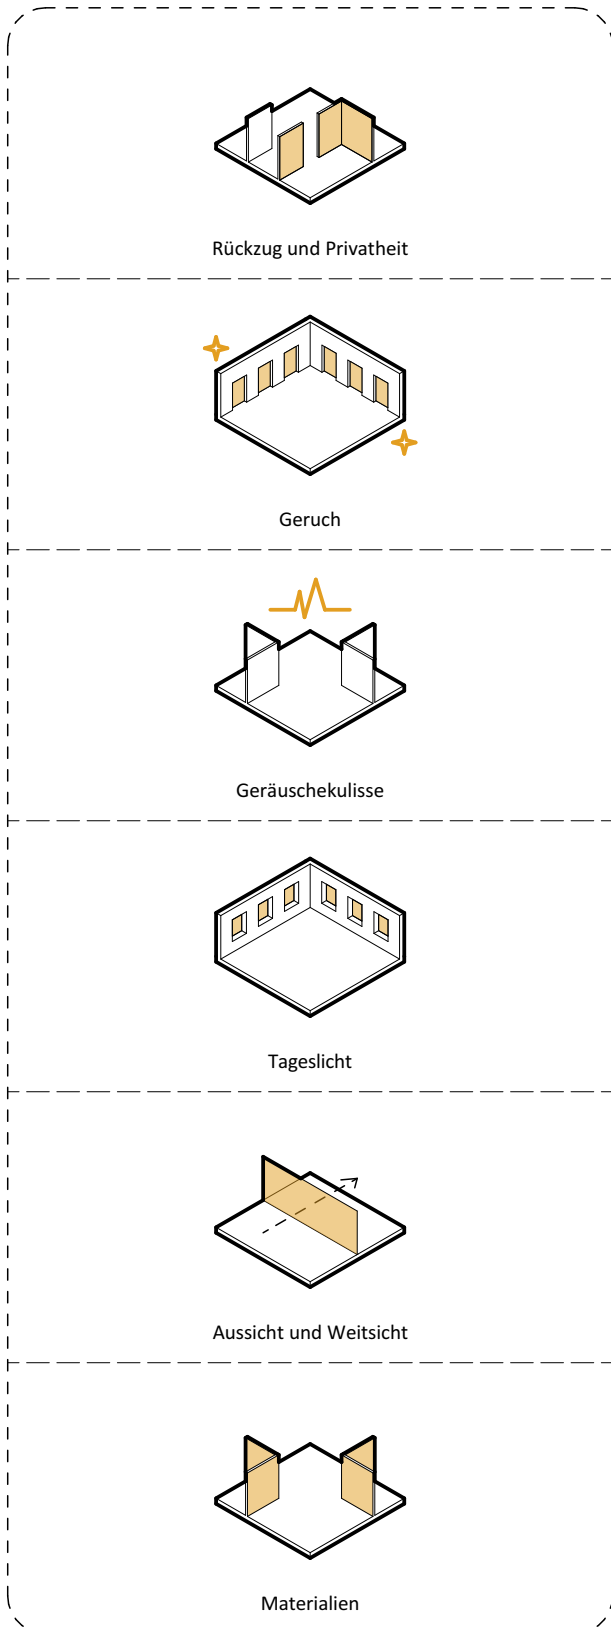 Rückzug und Privatheit
Geruch
Geräuschekulisse
Tageslicht
Aussicht und Weitsicht
Materialien